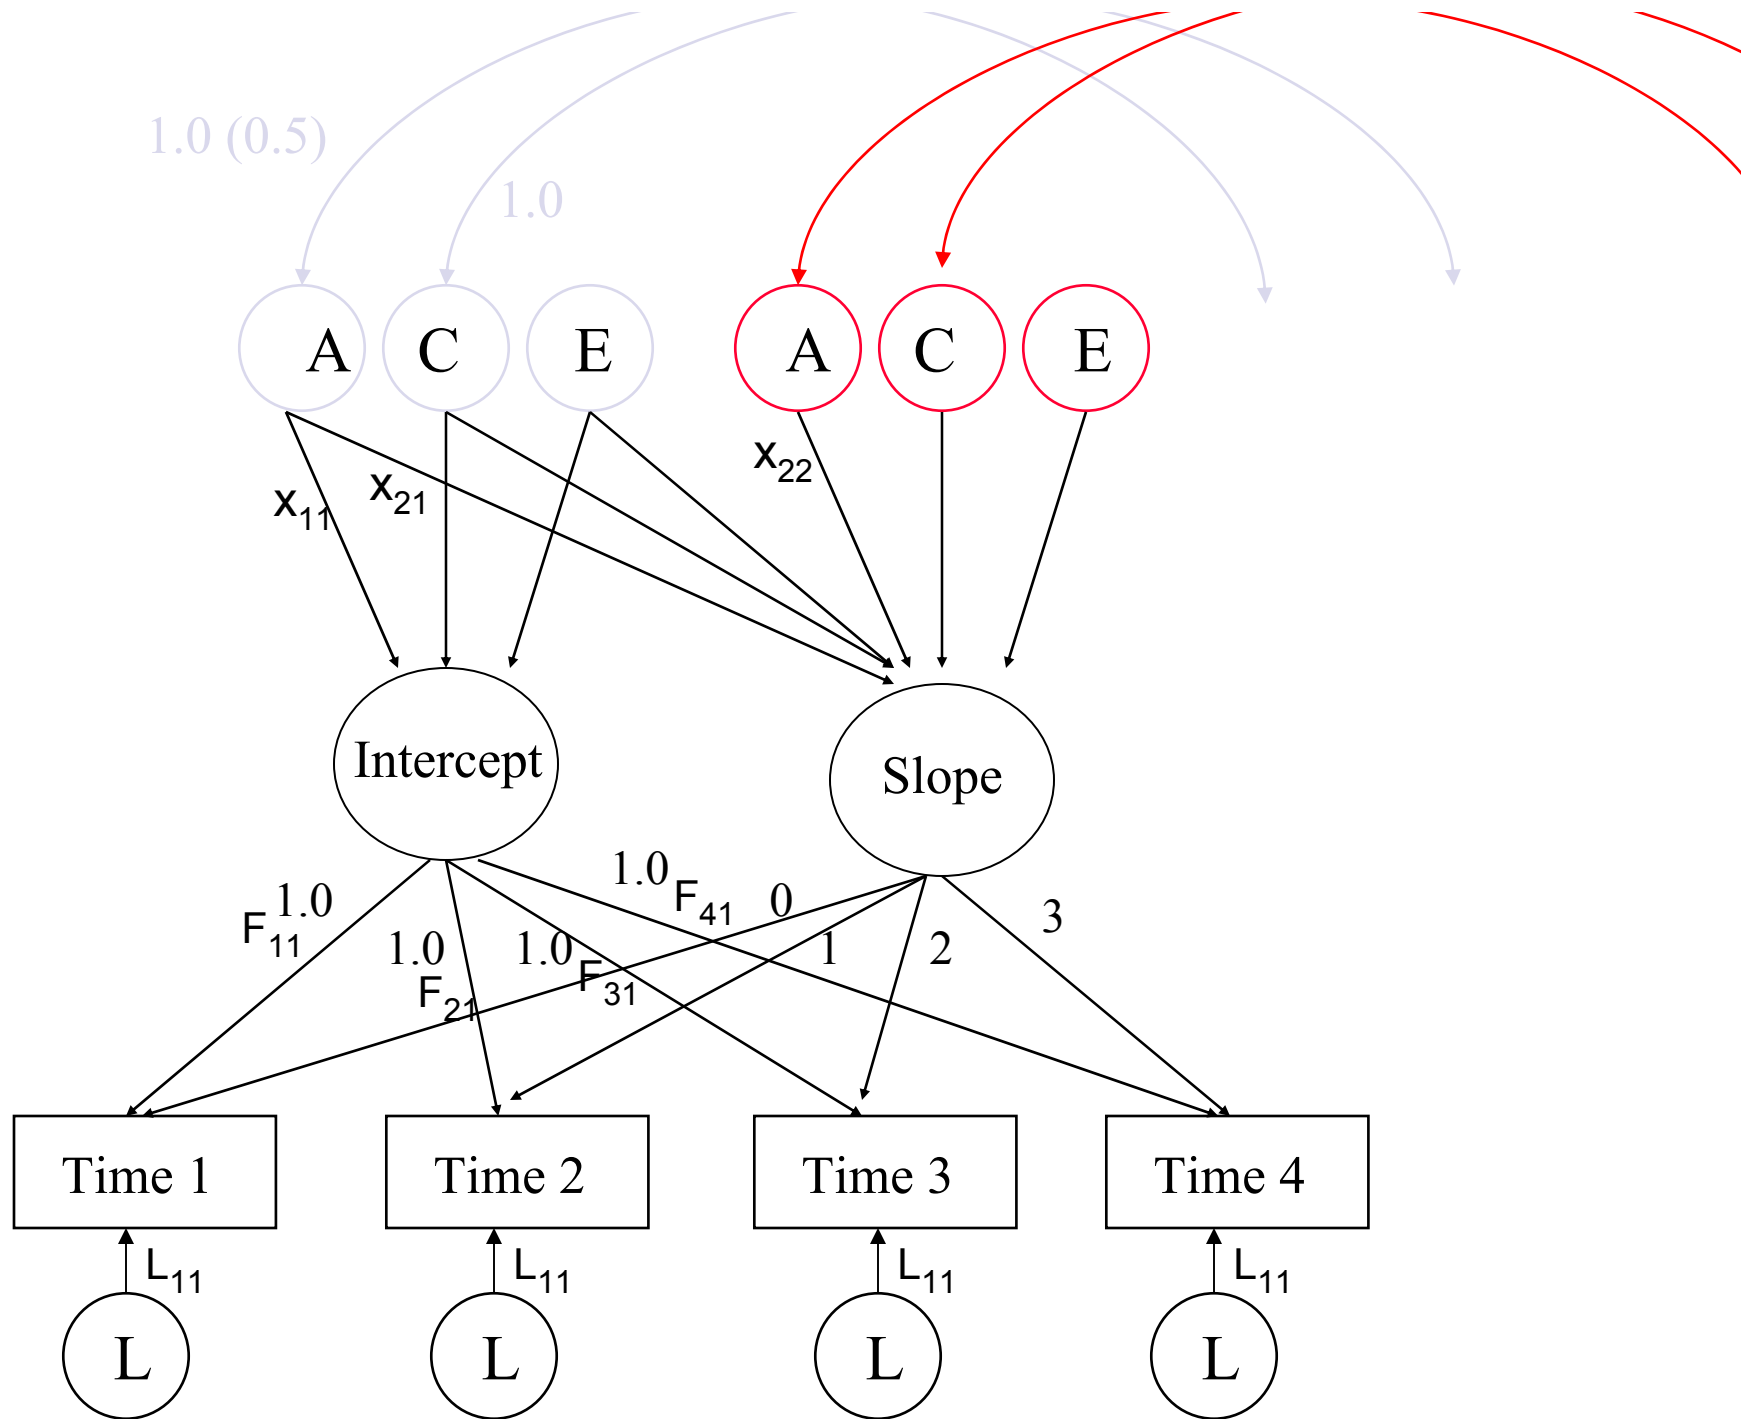 1.0 (0.5)
1.0
A C E A C E
x₂₂
x₂₁
x₁₁
Intercept
Slope
1.0
F₄₁
1.0
0
F₁₁
3
1.0
1.0
1
2
F₂₁
F₃₁
Time 1 Time 2 Time 3 Time 4
L₁₁ L₁₁ L₁₁ L₁₁
L L L L